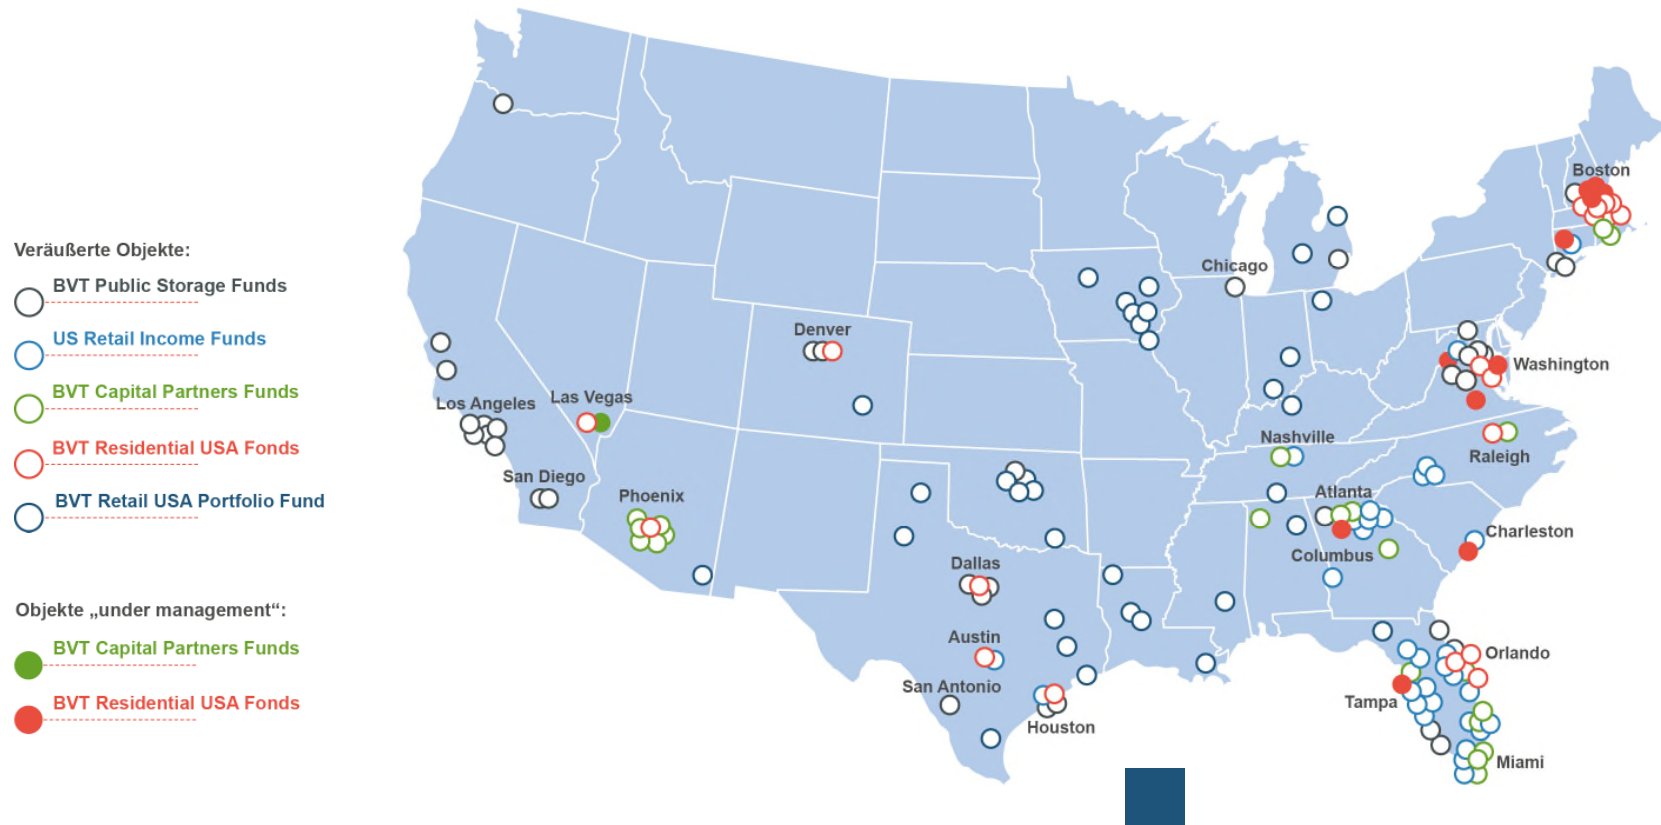 Veräußerte Objekte:
BVT Public Storage Funds
US Retail Income Funds
BVT Capital Partners Funds
BVT Residential USA Fonds
BVT Retail USA Portfolio Fund
Objekte „under management“:
BVT Capital Partners Funds
BVT Residential USA Fonds
Boston
Chicago
Denver
Washington
Las Vegas
Los Angeles
Nashville
Raleigh
San Diego
Phoenix
Atlanta
Charleston
Columbus
Dallas
Austin
Orlando
San Antonio
Tampa
Houston
Miami